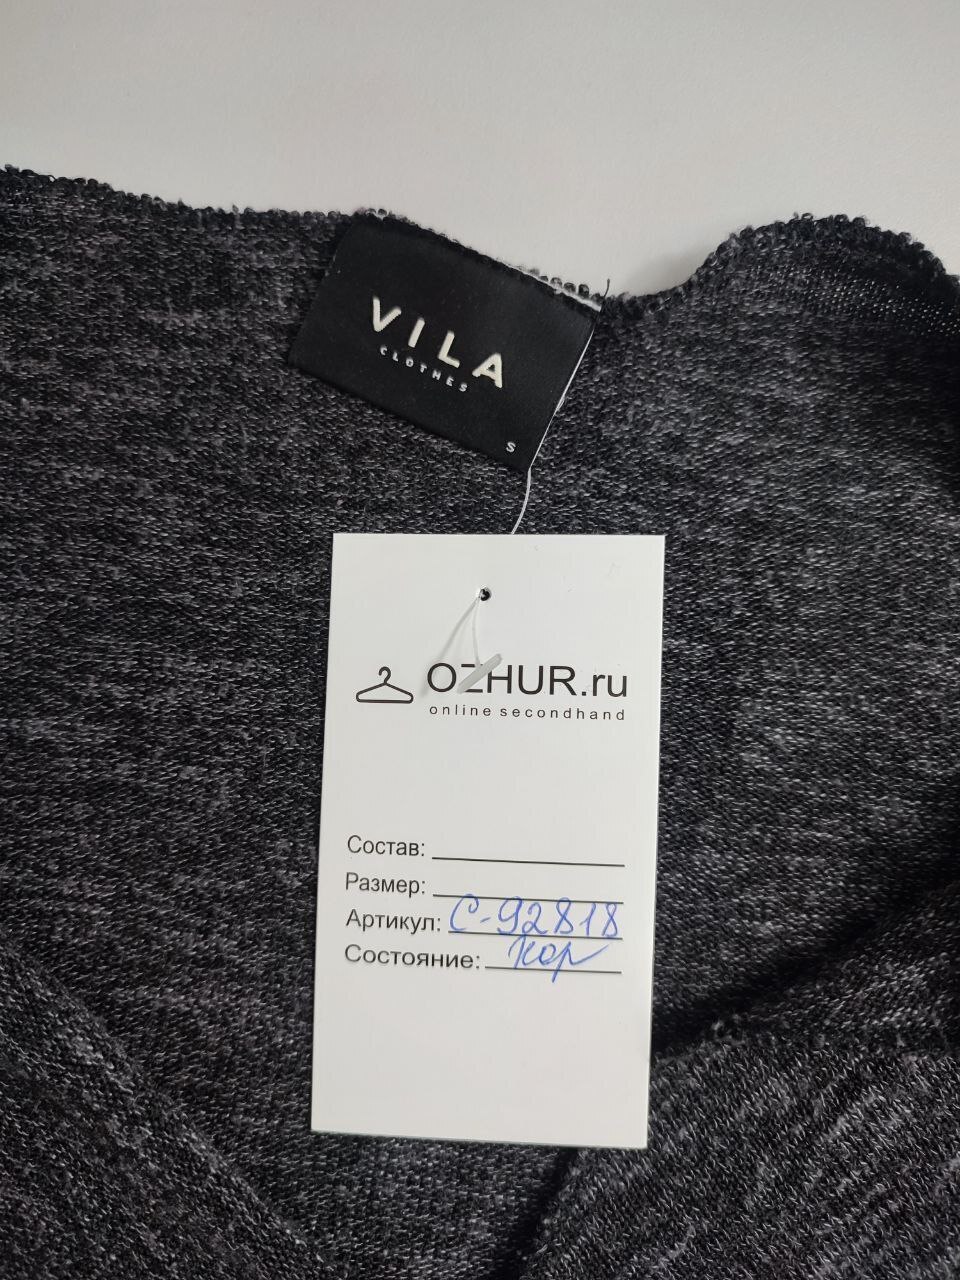 VILA
CLOTHES
S
OZHUR.ru
online secondhand
Состав:
Размер:
Артикул: С-92818
Состояние: хор